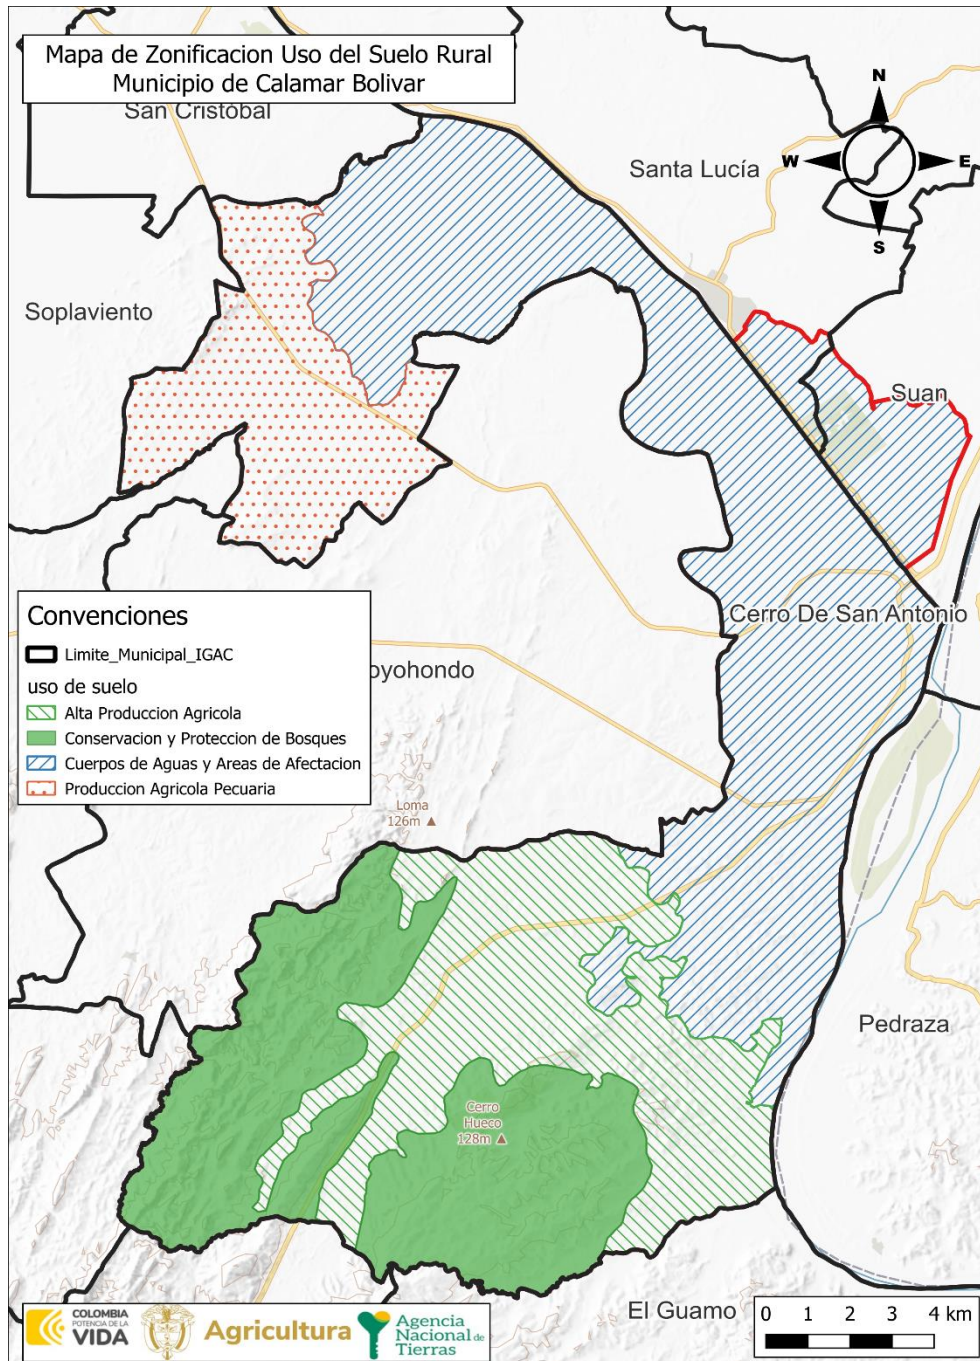 Mapa de Zonificacion Uso del Suelo Rural
Municipio de Calamar Bolivar
San Cristóbal
N
W
E
S
Santa Lucía
Soplaviento
Suan
Cerro De San Antonio
Convenciones
Limite_Municipal_IGAC
uso de suelo
Alta Produccion Agricola
Conservacion y Proteccion de Bosques
Cuerpos de Aguas y Areas de Afectacion
Produccion Agricola Pecuaria
oyohondo
Loma
126m ▲
Pedraza
Cerro
Hueco
128m ▲
El Guamo
0 1 2 3 4 km
COLOMBIA
POTENCIA DE LA
VIDA
Agricultura
Agencia
Nacional de
Tierras